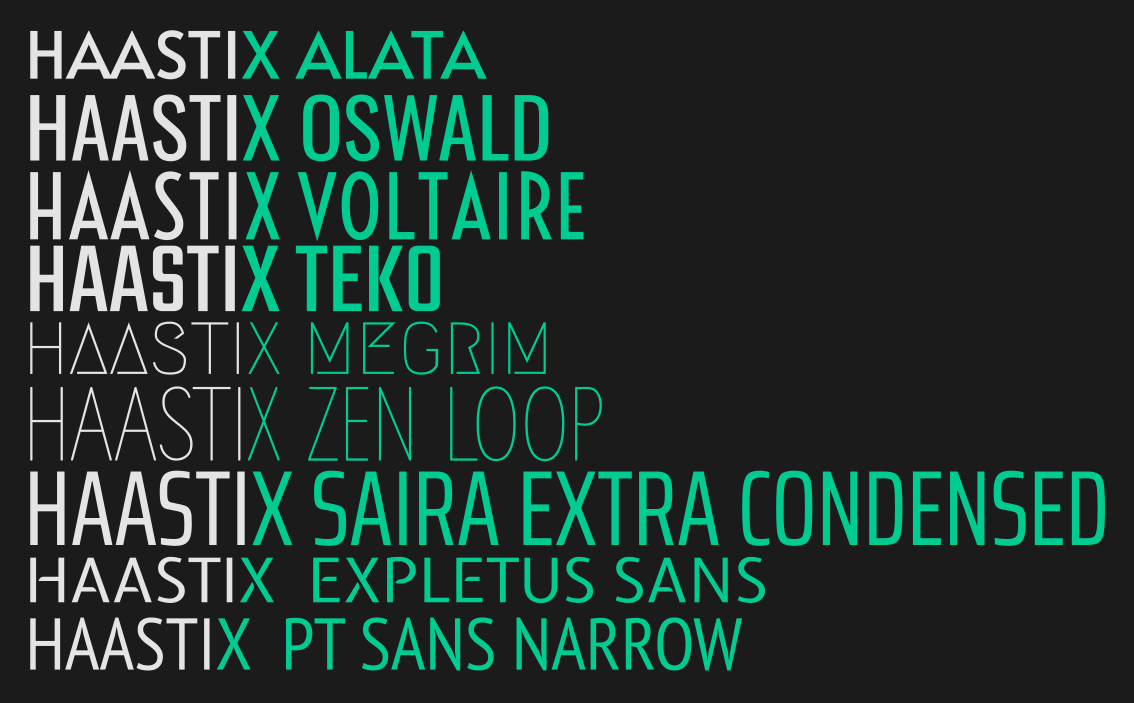 HAASTIX ALATA
HAASTIX OSWALD
HAASTIX VOLTAIRE
HAASTIX TEKO
HAASTIX MEGRIM
HAASTIX ZEN LOOP
HAASTIX SAIRA EXTRA CONDENSED
HAASTIX EXPLETUS SANS
HAASTIX PT SANS NARROW